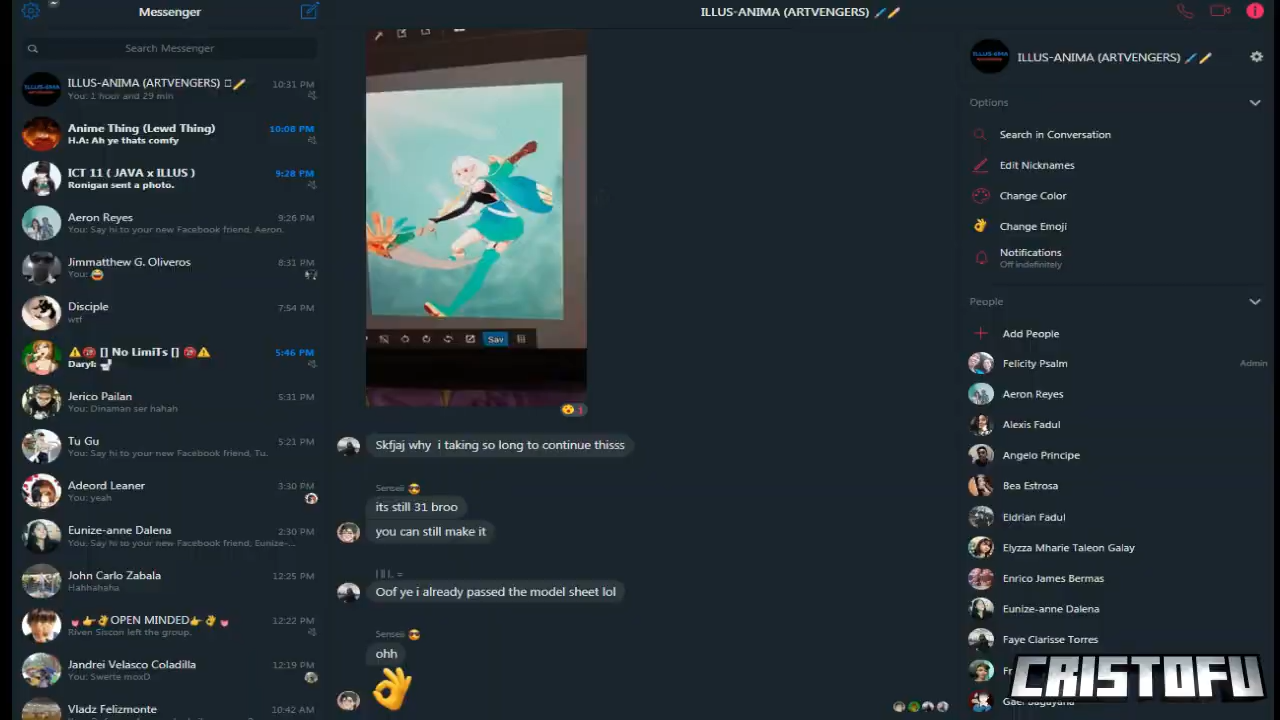 Messenger
Search Messenger
ILLUS-ANIMA (ARTVENGERS)
10:31 PM
You: 1 hour and 29 min
Anime Thing (Lewd Thing)
10:08 PM
H.A: Ah ye thats comfy
ICT 11 ( JAVA x ILLUS )
9:28 PM
Ronigan sent a photo.
Aeron Reyes
9:26 PM
You: Say hi to your new Facebook friend, Aeron.
Jimmatthew G. Oliveros
8:31 PM
You: 😂
Disciple
7:54 PM
wtf
⚠️🔞 [] No LimiTs [] 🔞⚠️
5:46 PM
Daryl:
Jerico Pailan
5:31 PM
You: Dinaman ser hahah
Tu Gu
5:21 PM
You: Say hi to your new Facebook friend, Tu.
Adeord Leaner
3:30 PM
You: yeah
Eunize-anne Dalena
2:30 PM
You: Say hi to your new Facebook friend, Eunize-...
John Carlo Zabala
12:25 PM
Hahhahaha
OPEN MINDED
12:22 PM
Riven Siscon left the group.
Jandrei Velasco Coladilla
12:19 PM
You: Swerte moxD
Vladz Felizmonte
10:42 AM
ILLUS-ANIMA (ARTVENGERS)
Sav
1
Skfjaj why i taking so long to continue thisss
Senseii 😎
its still 31 broo
you can still make it
Oof ye i already passed the model sheet lol
Senseii 😎
ohh
👌
ILLUS-ANIMA (ARTVENGERS)
Options
Search in Conversation
Edit Nicknames
Change Color
Change Emoji
Notifications
Off indefinitely
People
Add People
Felicity Psalm
Admin
Aeron Reyes
Alexis Fadul
Angelo Principe
Bea Estrosa
Eldrian Fadul
Elyzza Mharie Taleon Galay
Enrico James Bermas
Eunize-anne Dalena
Faye Clarisse Torres
CRISTOFU